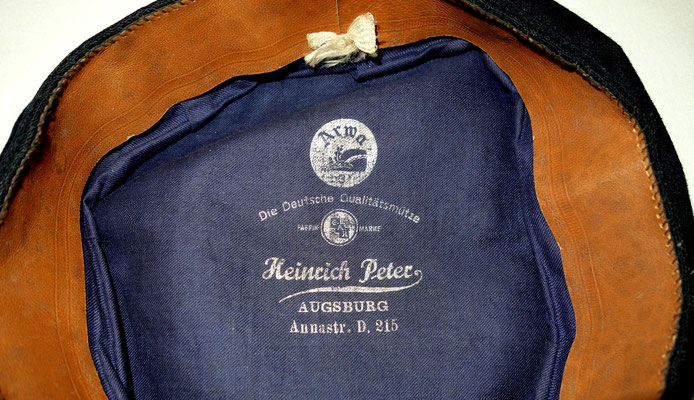 Arwa
Die Deutsche Qualitätsmütze
FABRIK MARKE
Heinrich Peter
AUGSBURG
Annastr. D, 215